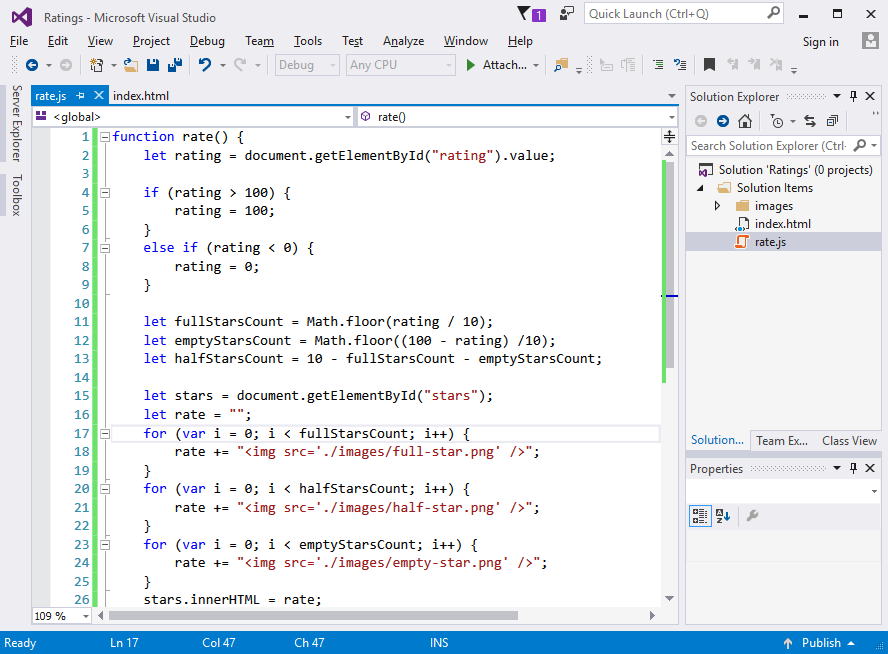 Ratings - Microsoft Visual Studio
1
Quick Launch (Ctrl+Q)
File Edit View Project Debug Team Tools Test Analyze Window Help
Sign in
Debug Any CPU Attach...
Server Explorer
Toolbox
rate.js index.html
<global> rate()
1 function rate() {
2 let rating = document.getElementById("rating").value;
3
4 if (rating > 100) {
5 rating = 100;
6 }
7 else if (rating < 0) {
8 rating = 0;
9 }
10
11 let fullStarsCount = Math.floor(rating / 10);
12 let emptyStarsCount = Math.floor((100 - rating) /10);
13 let halfStarsCount = 10 - fullStarsCount - emptyStarsCount;
14
15 let stars = document.getElementById("stars");
16 let rate = "";
17 for (var i = 0; i < fullStarsCount; i++) {
18 rate += "<img src='./images/full-star.png' />";
19 }
20 for (var i = 0; i < halfStarsCount; i++) {
21 rate += "<img src='./images/half-star.png' />";
22 }
23 for (var i = 0; i < emptyStarsCount; i++) {
24 rate += "<img src='./images/empty-star.png' />";
25 }
26 stars.innerHTML = rate;
109 %
Solution Explorer
Search Solution Explorer (Ctrl-
Solution 'Ratings' (0 projects)
Solution Items
images
index.html
rate.js
Solution... Team Ex... Class View
Properties
Ready Ln 17 Col 47 Ch 47 INS Publish